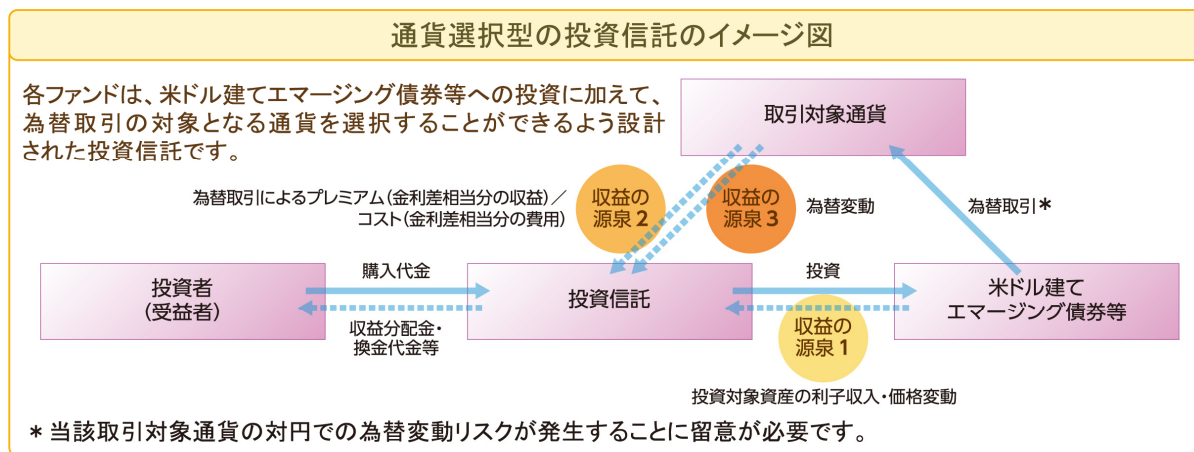 通貨選択型の投資信託のイメージ図
各ファンドは、米ドル建てエマージング債券等への投資に加えて、
為替取引の対象となる通貨を選択することができるよう設計
された投資信託です。
取引対象通貨
為替取引によるプレミアム(金利差相当分の収益)／
コスト(金利差相当分の費用)
収益の
源泉2
収益の
源泉3
為替変動
為替取引＊
投資者
(受益者)
購入代金
収益分配金・
換金代金等
投資信託
投資
収益の
源泉1
米ドル建て
エマージング債券等
投資対象資産の利子収入・価格変動
＊当該取引対象通貨の対円での為替変動リスクが発生することに留意が必要です。